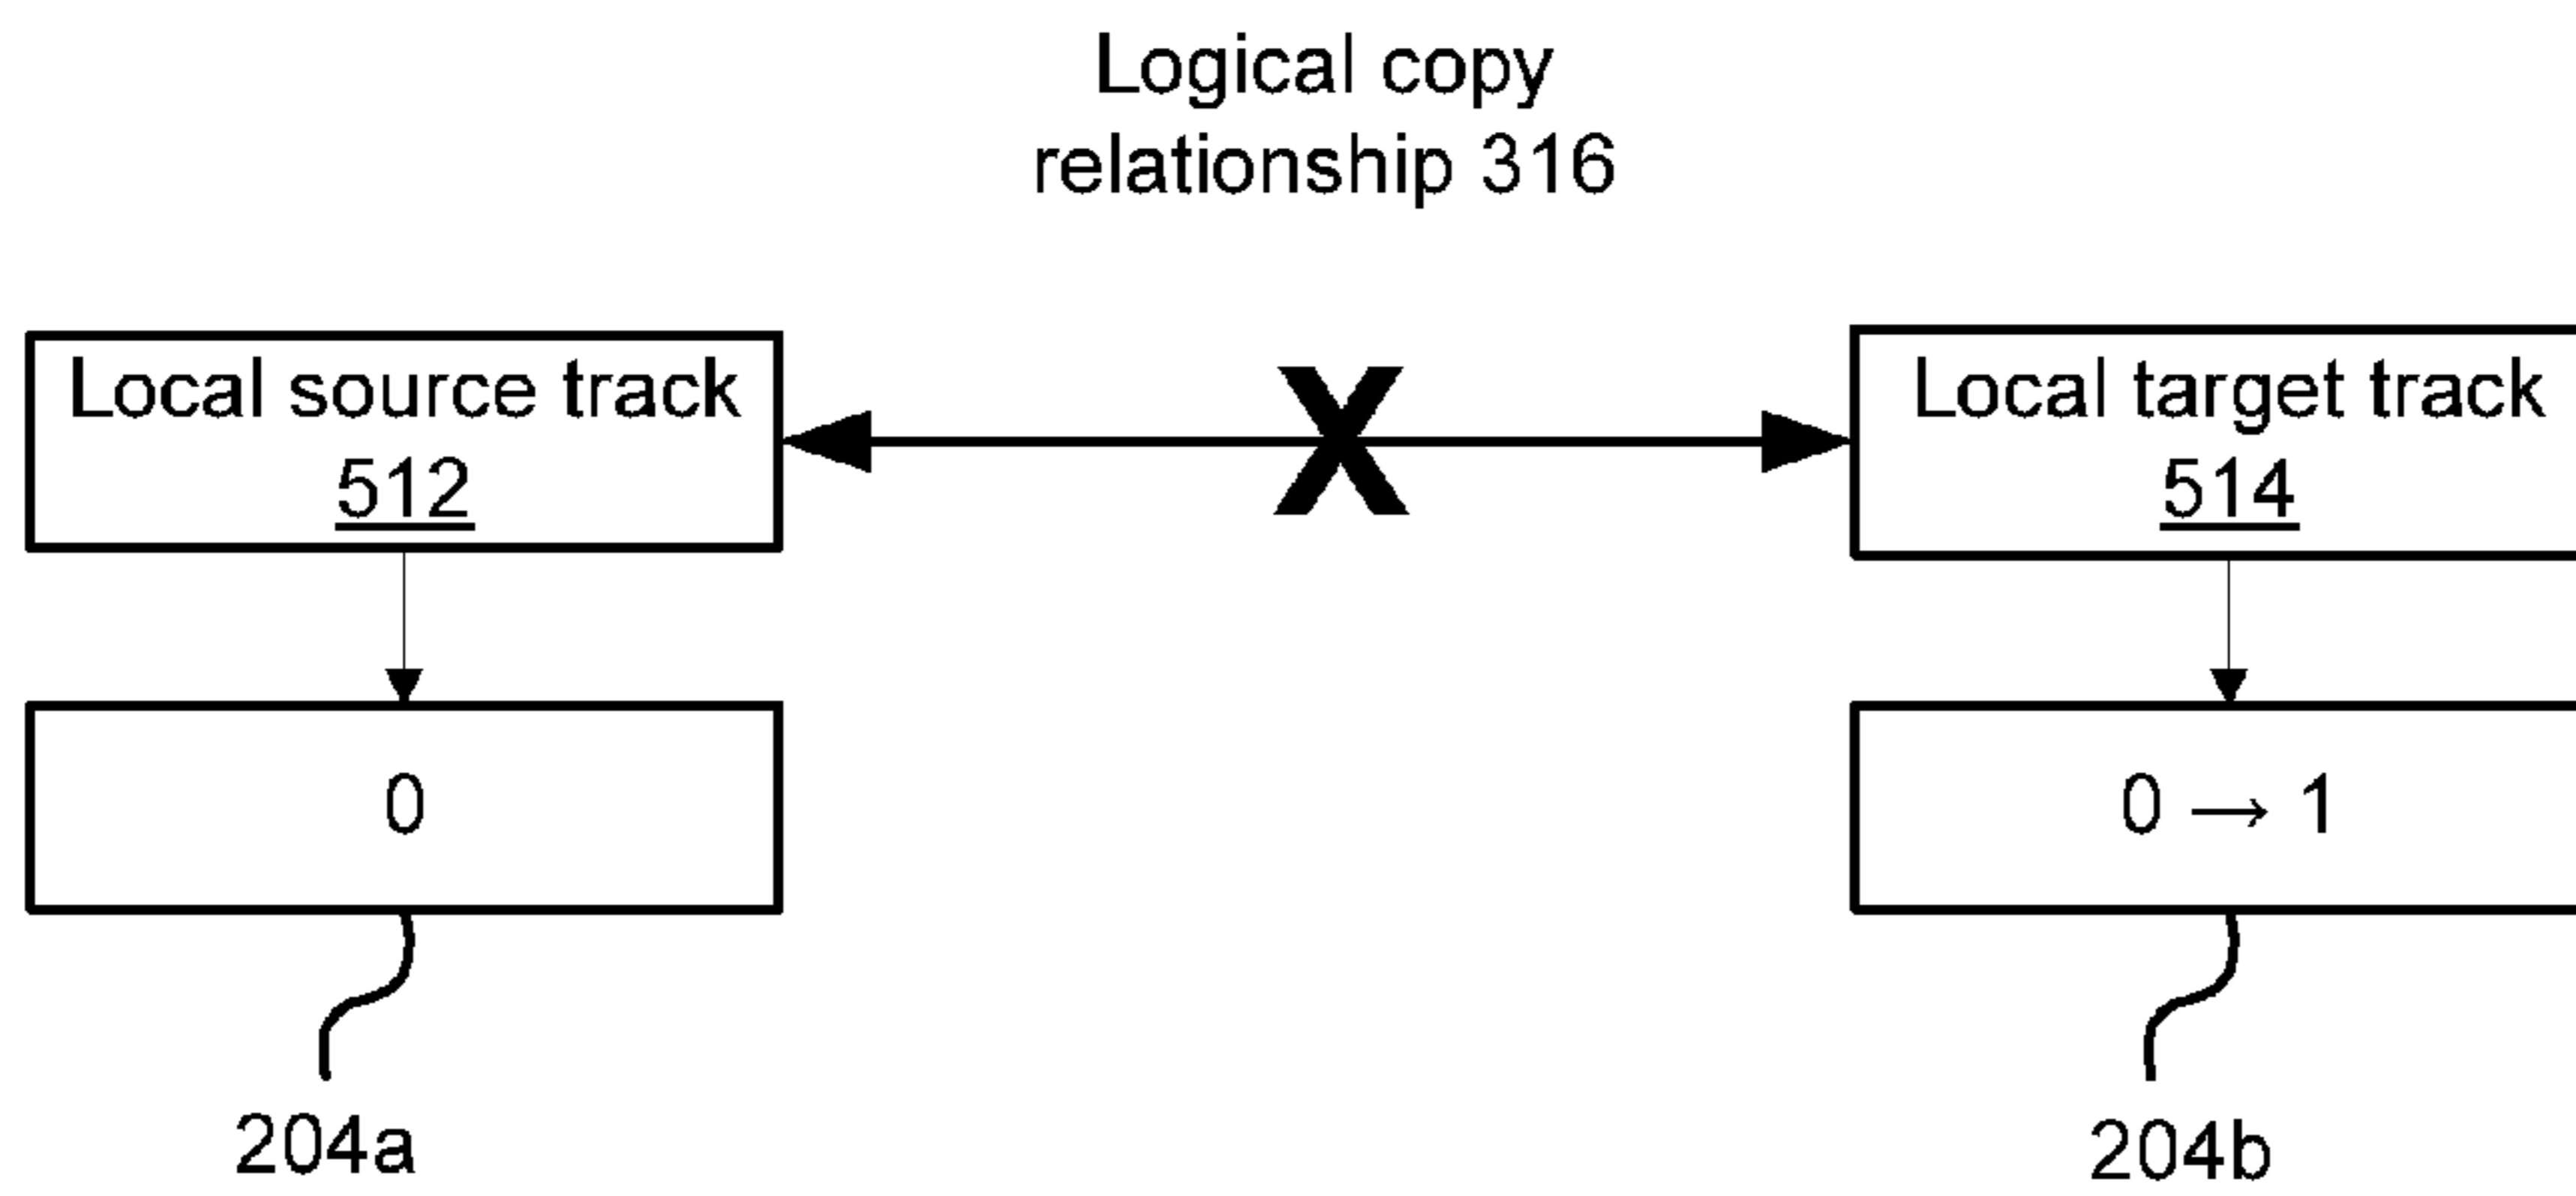 Logical copy
relationship 316
Local source track
512
Local target track
514
X
0
0 → 1
204a
204b